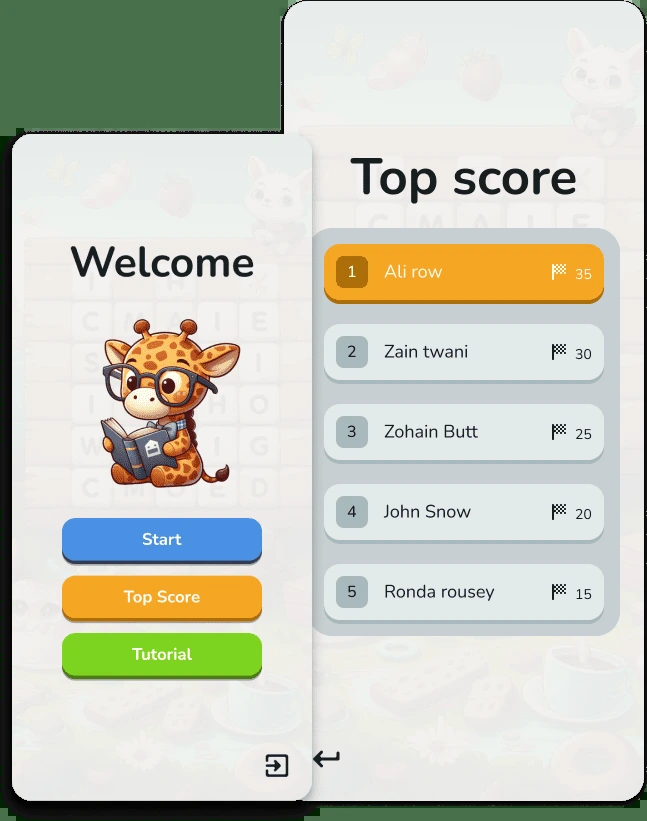 Welcome
Start
Top Score
Tutorial
Top score
1 Ali row 35
2 Zain twani 30
3 Zohain Butt 25
4 John Snow 20
5 Ronda rousey 15